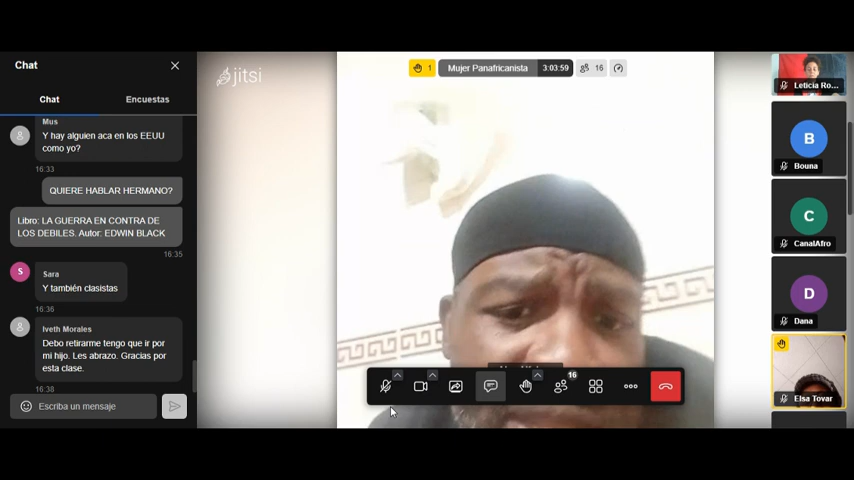 Chat
jitsi
1
Mujer Panafricanista
3:03:59
16
Chat
Encuestas
Mus
Y hay alguien aca en los EEUU
como yo?
16:33
QUIERE HABLAR HERMANO?
Libro: LA GUERRA EN CONTRA DE
LOS DEBILES. Autor: EDWIN BLACK
16:35
S
Sara
Y también clasistas
16:36
Iveth Morales
Debo retirarme tengo que ir por
mi hijo. Les abrazo. Gracias por
esta clase.
16:38
Escriba un mensaje
16
Leticia Ro...
B
Bouna
C
CanalAfro
D
Dana
Elsa Tovar